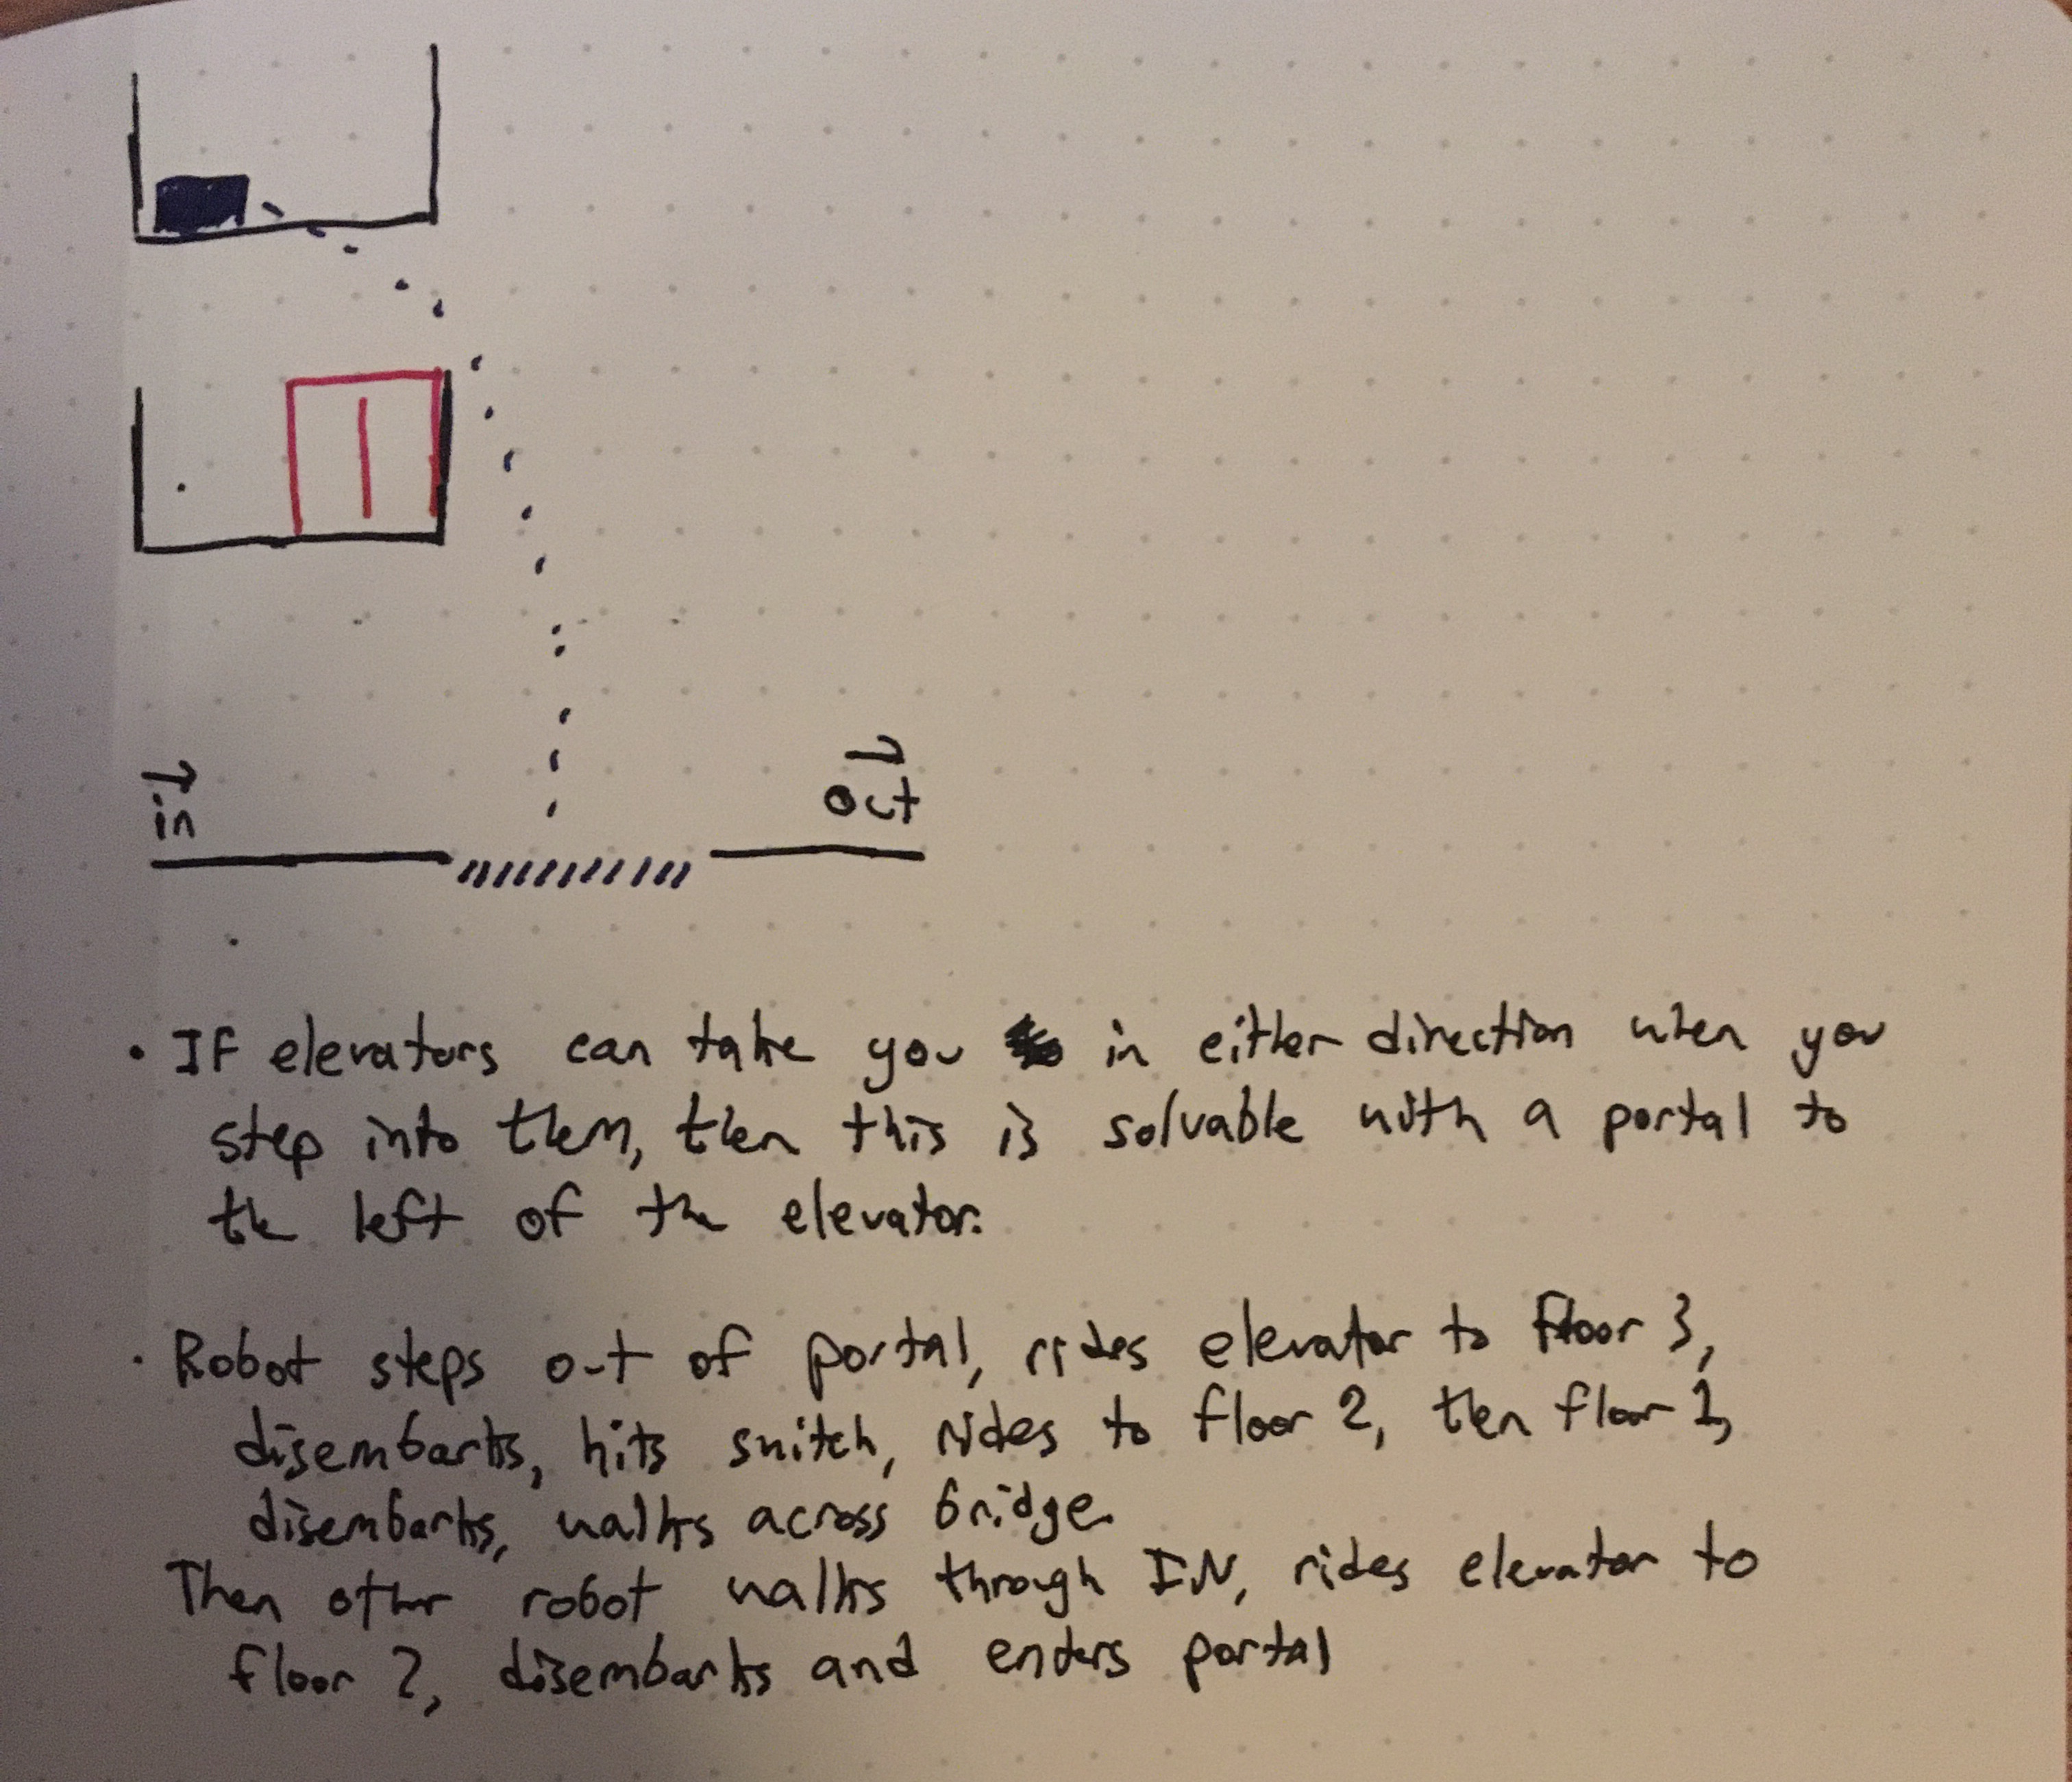 in
out
• If elevators can take you in either direction when you
step into them, then this is solvable with a portal to
the left of the elevator.
• Robot steps out of portal, rides elevator to floor 3,
disembarks, hits switch, rides to floor 2, then floor 1,
disembarks, walks across bridge.
Then other robot walks through IN, rides elevator to
floor 2, disembarks and enters portal